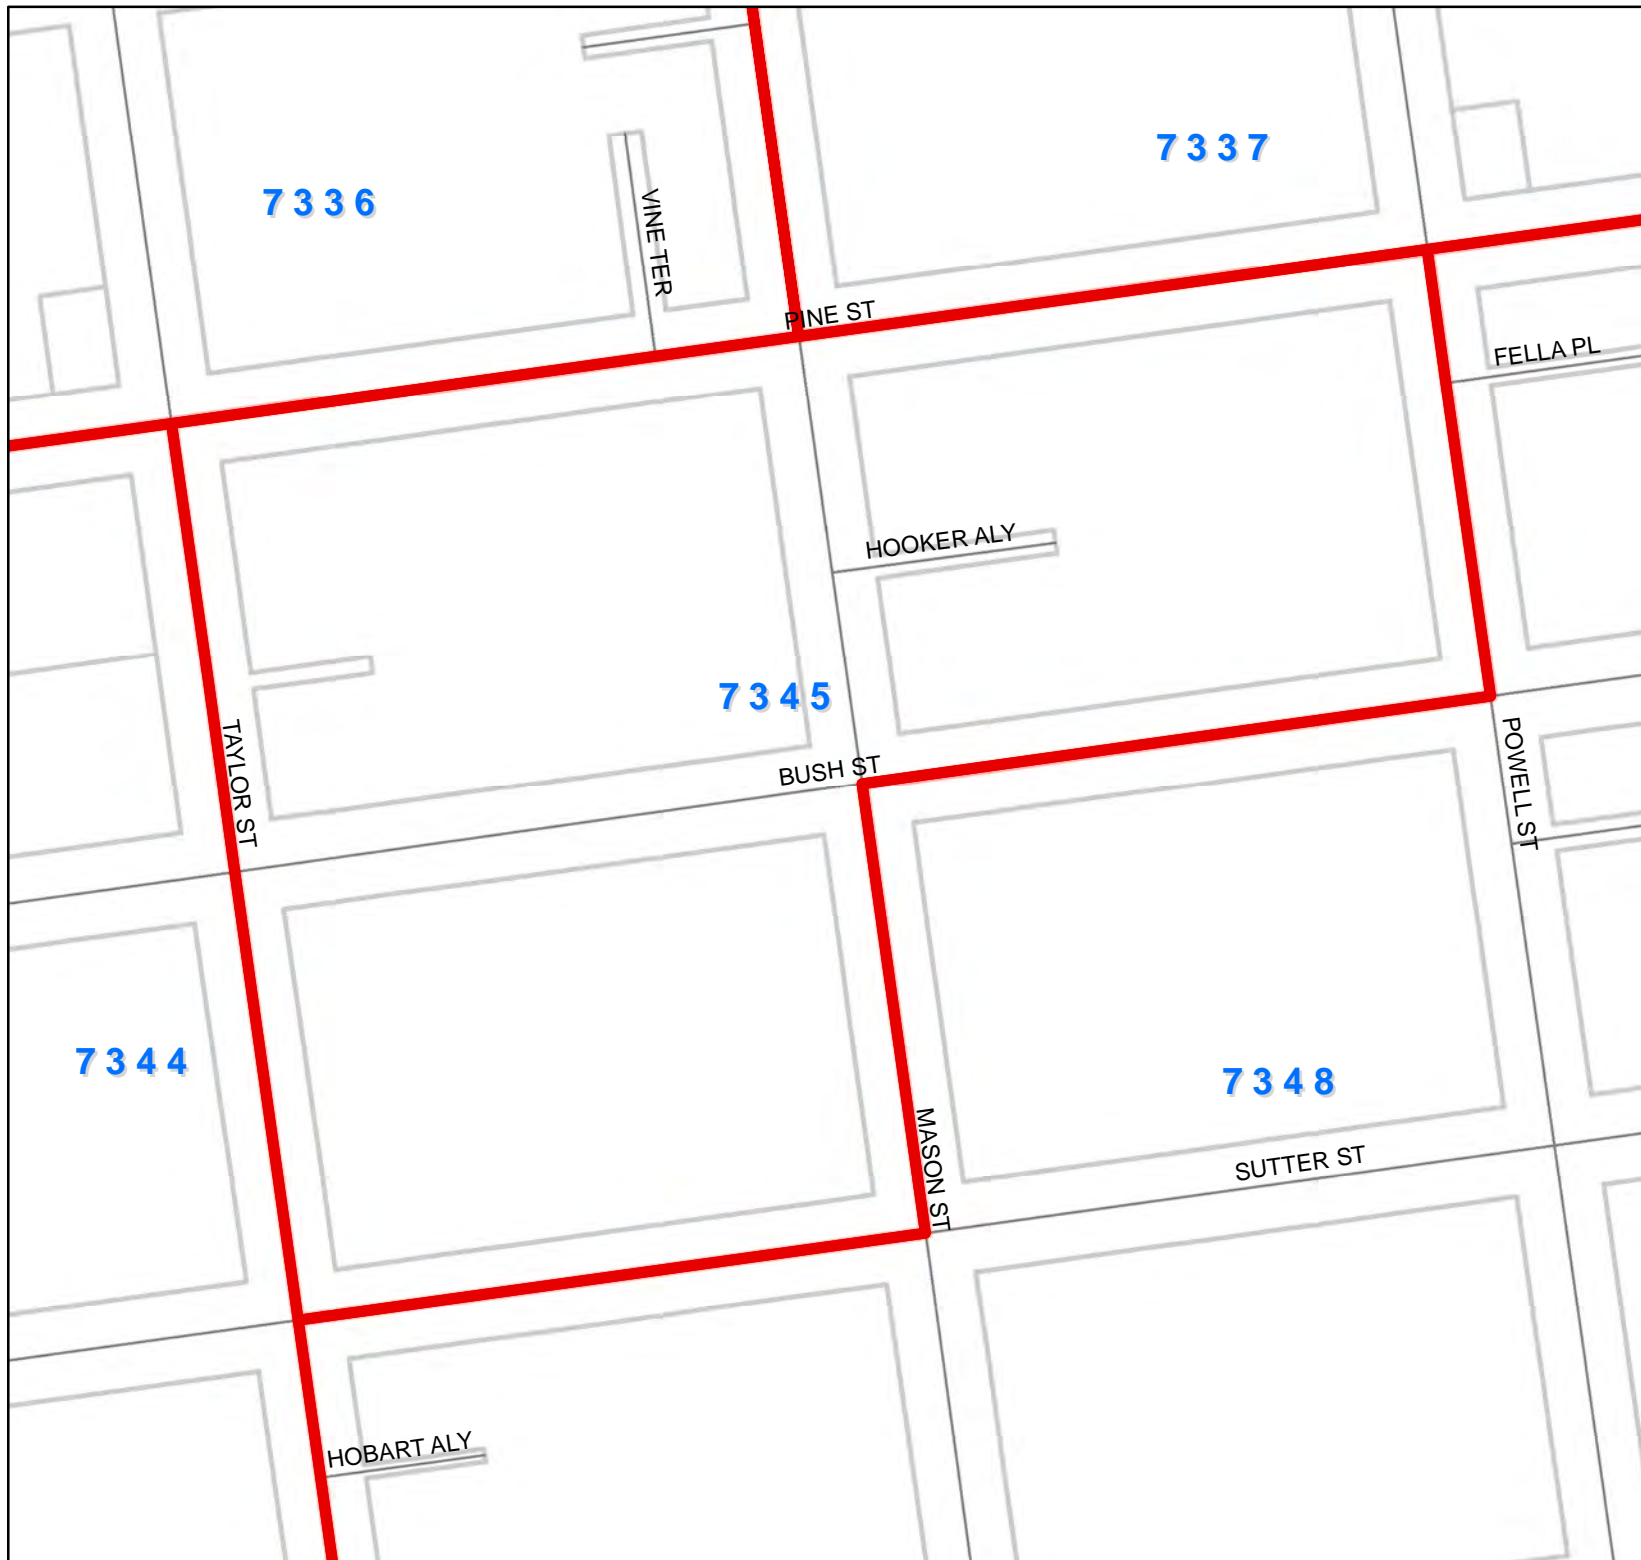 7337
7336
VINE TER
PINE ST
FELLA PL
HOOKER ALY
7345
TAYLOR ST
BUSH ST
POWELL ST
7344
7348
MASON ST
SUTTER ST
HOBART ALY